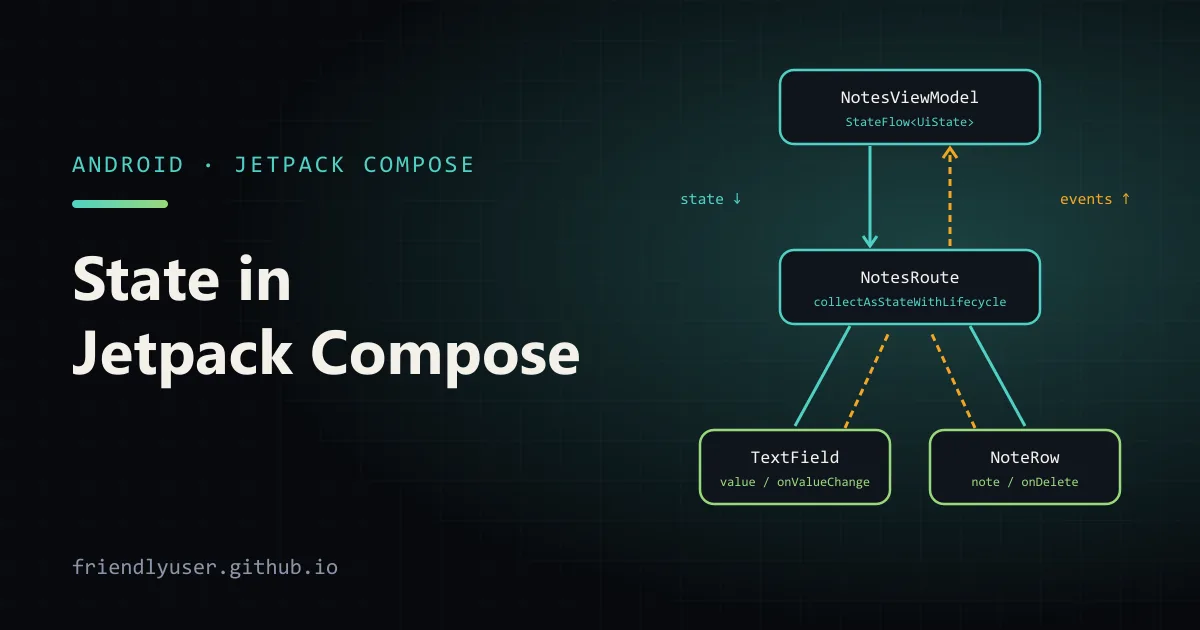 ANDROID · JETPACK COMPOSE
State in
Jetpack Compose
friendlyuser.github.io
NotesViewModel
StateFlow<UiState>
state ↓
events ↑
NotesRoute
collectAsStateWithLifecycle
TextField
value / onValueChange
NoteRow
note / onDelete